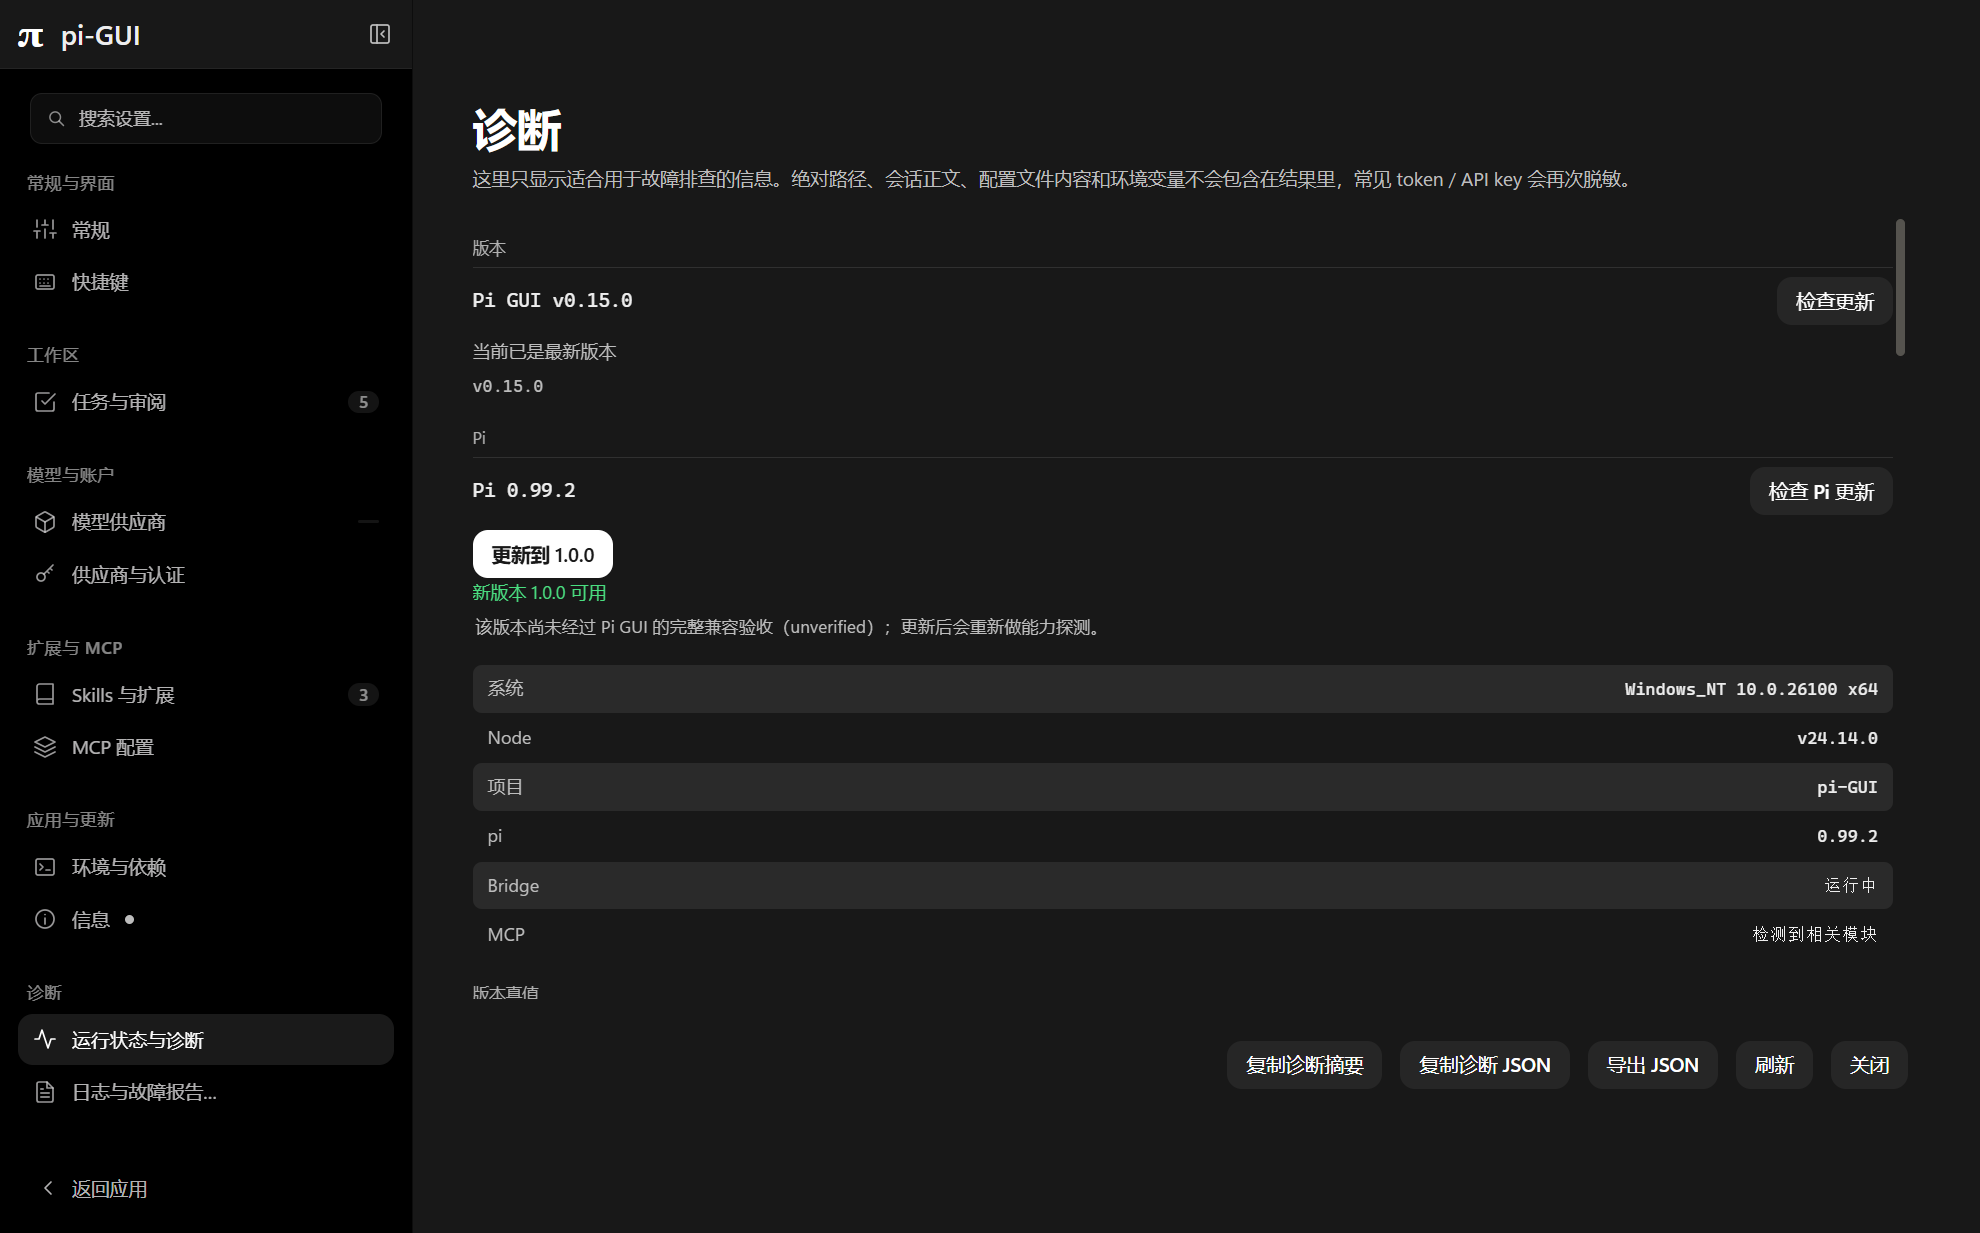 π pi-GUI
搜索设置...
常规与界面
常规
快捷键
工作区
任务与审阅 5
模型与账户
模型供应商
供应商与认证
扩展与 MCP
Skills 与扩展 3
MCP 配置
应用与更新
环境与依赖
信息
诊断
运行状态与诊断
日志与故障报告...
返回应用
诊断
这里只显示适合用于故障排查的信息。绝对路径、会话正文、配置文件内容和环境变量不会包含在结果里，常见 token / API key 会再次脱敏。
版本
Pi GUI v0.15.0 检查更新
当前已是最新版本
v0.15.0
Pi
Pi 0.99.2 检查 Pi 更新
更新到 1.0.0
新版本 1.0.0 可用
该版本尚未经过 Pi GUI 的完整兼容验收（unverified）；更新后会重新做能力探测。
系统 Windows_NT 10.0.26100 x64
Node v24.14.0
项目 pi-GUI
pi 0.99.2
Bridge 运行中
MCP 检测到相关模块
版本真值
复制诊断摘要 复制诊断 JSON 导出 JSON 刷新 关闭